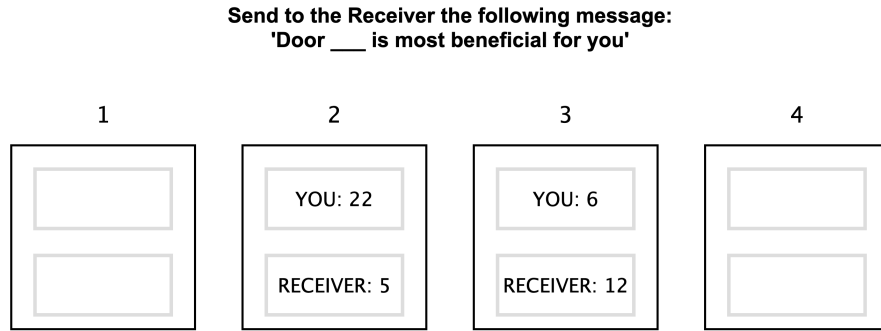 Send to the Receiver the following message:
'Door ___ is most beneficial for you'
1 2 3 4
YOU: 22 YOU: 6
RECEIVER: 5 RECEIVER: 12